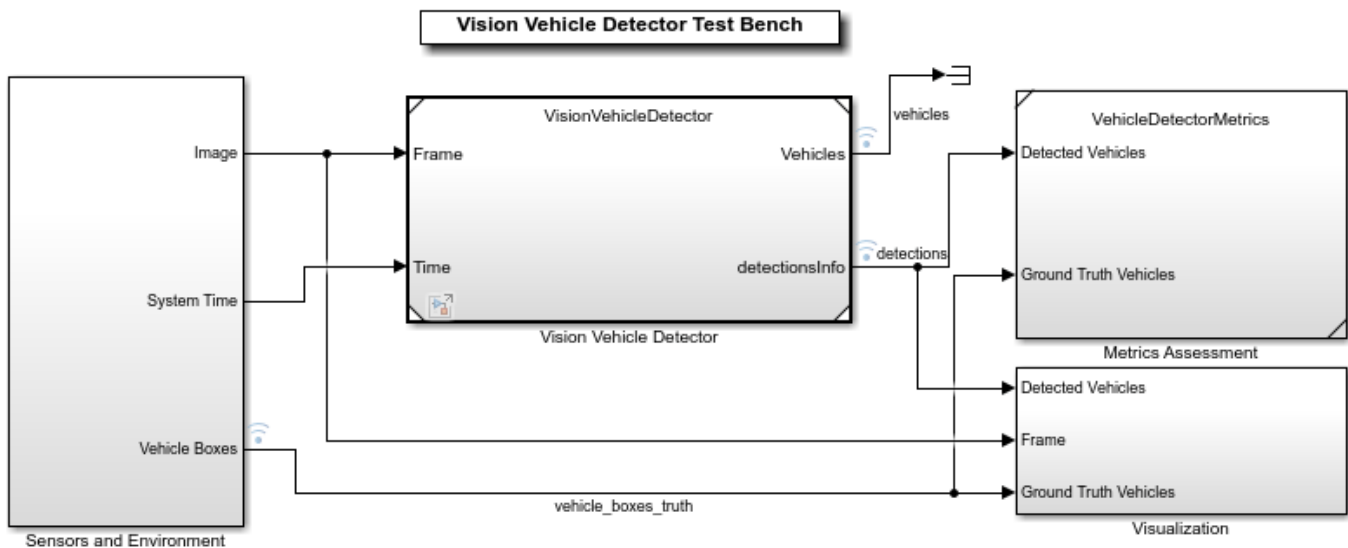 Vision Vehicle Detector Test Bench
Image
System Time
Vehicle Boxes
Sensors and Environment
VisionVehicleDetector
Frame
Vehicles
Time
detectionsInfo
Vision Vehicle Detector
vehicles
detections
vehicle_boxes_truth
VehicleDetectorMetrics
Detected Vehicles
Ground Truth Vehicles
Metrics Assessment
Detected Vehicles
Frame
Ground Truth Vehicles
Visualization